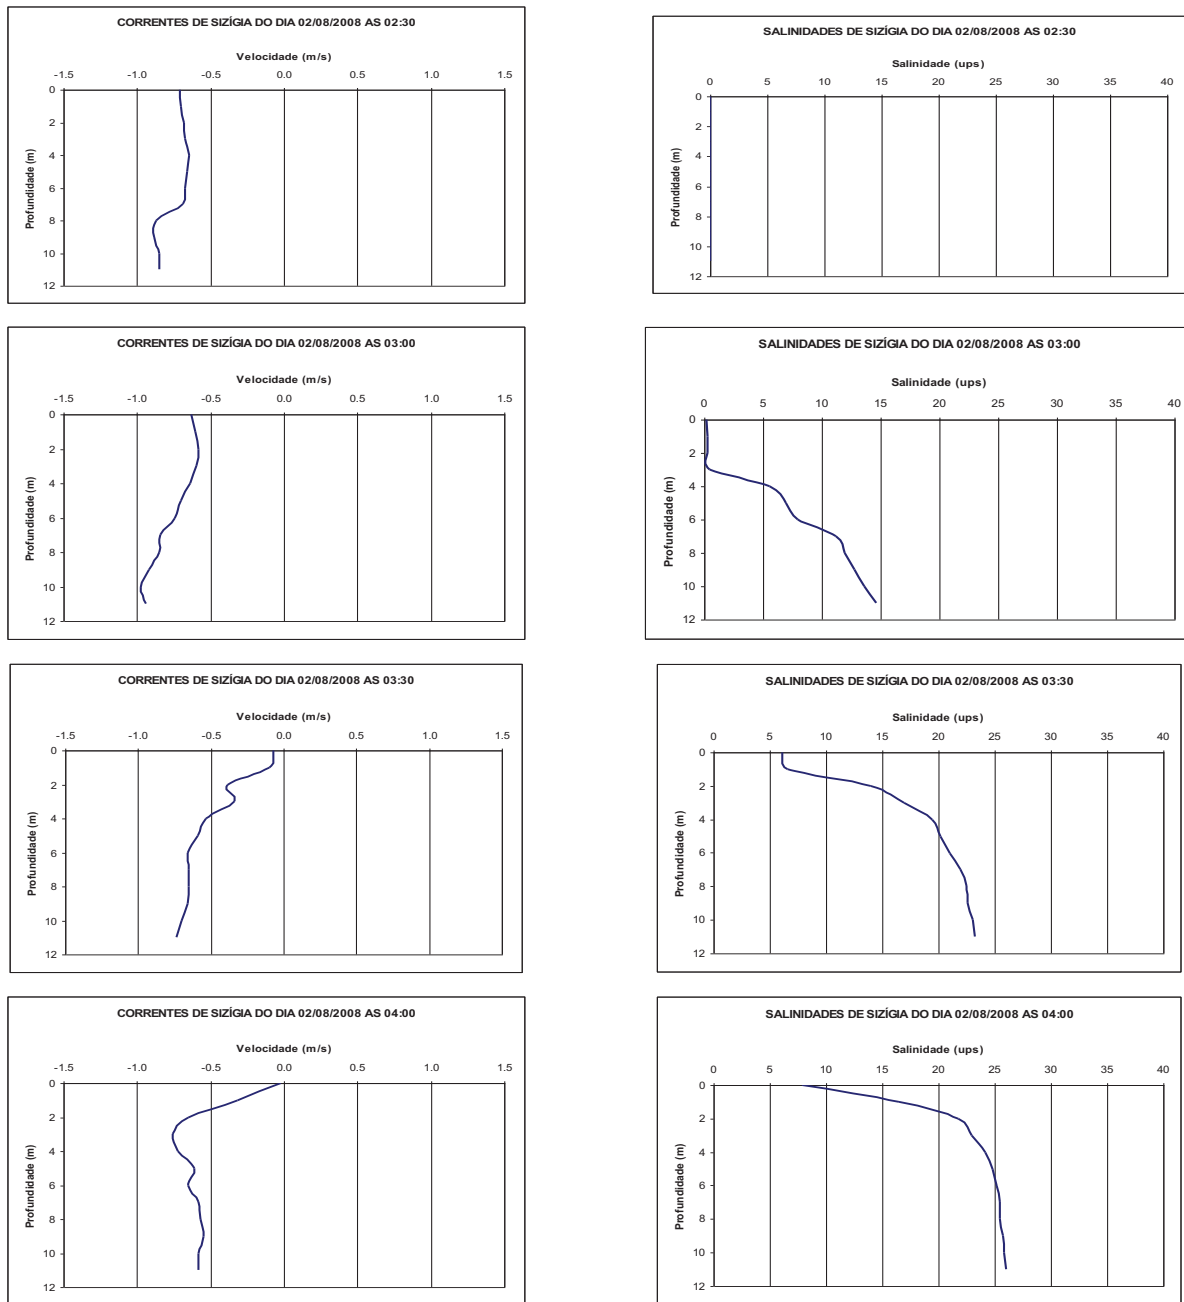 CORRENTES DE SIZÍGIA DO DIA 02/08/2008 AS 02:30
Velocidade (m/s)
-1.5 -1.0 -0.5 0.0 0.5 1.0 1.5
0
2
4
6
8
10
12
Profundidade (m)
SALINIDADES DE SIZÍGIA DO DIA 02/08/2008 AS 02:30
Salinidade (ups)
0 5 10 15 20 25 30 35 40
0
2
4
6
8
10
12
Profundidade (m)
CORRENTES DE SIZÍGIA DO DIA 02/08/2008 AS 03:00
Velocidade (m/s)
-1.5 -1.0 -0.5 0.0 0.5 1.0 1.5
0
2
4
6
8
10
12
Profundidade (m)
SALINIDADES DE SIZÍGIA DO DIA 02/08/2008 AS 03:00
Salinidade (ups)
0 5 10 15 20 25 30 35 40
0
2
4
6
8
10
12
Profundidade (m)
CORRENTES DE SIZÍGIA DO DIA 02/08/2008 AS 03:30
Velocidade (m/s)
-1.5 -1.0 -0.5 0.0 0.5 1.0 1.5
0
2
4
6
8
10
12
Profundidade (m)
SALINIDADES DE SIZÍGIA DO DIA 02/08/2008 AS 03:30
Salinidade (ups)
0 5 10 15 20 25 30 35 40
0
2
4
6
8
10
12
Profundidade (m)
CORRENTES DE SIZÍGIA DO DIA 02/08/2008 AS 04:00
Velocidade (m/s)
-1.5 -1.0 -0.5 0.0 0.5 1.0 1.5
0
2
4
6
8
10
12
Profundidade (m)
SALINIDADES DE SIZÍGIA DO DIA 02/08/2008 AS 04:00
Salinidade (ups)
0 5 10 15 20 25 30 35 40
0
2
4
6
8
10
12
Profundidade (m)